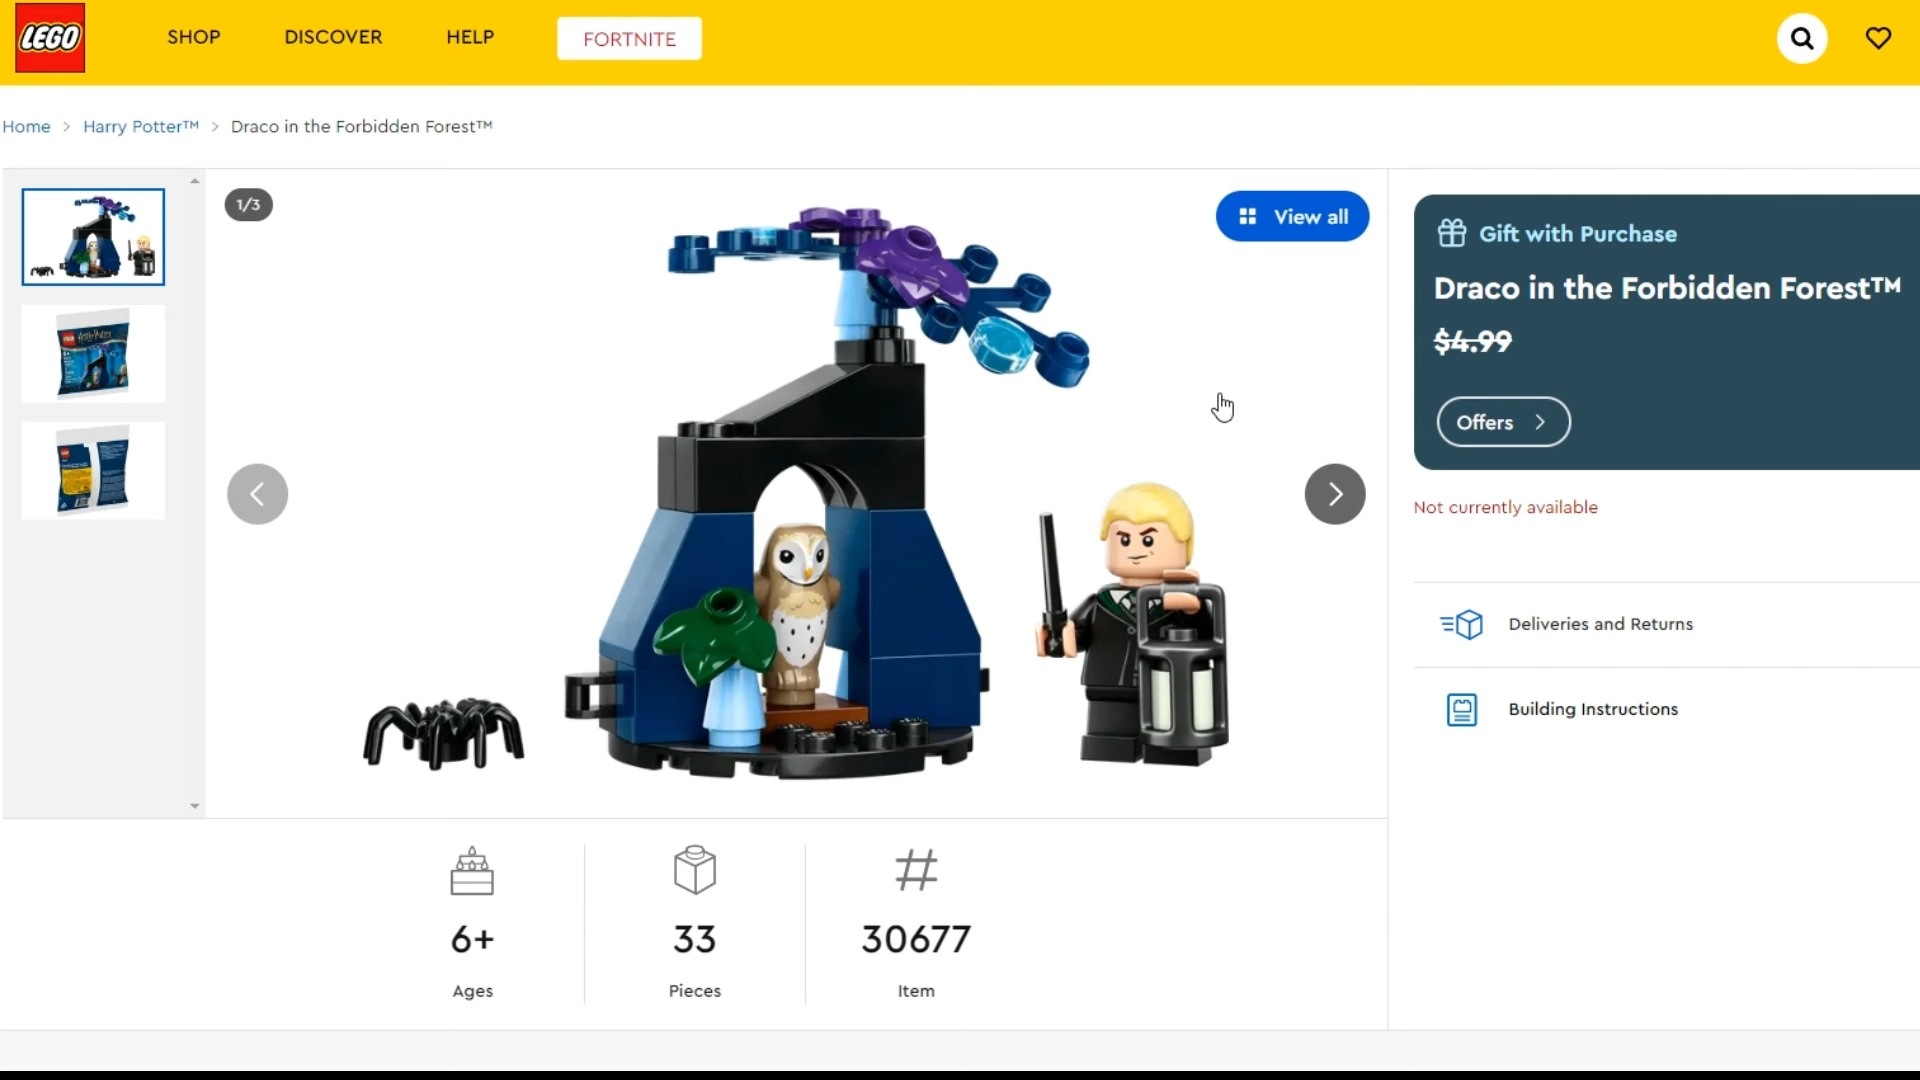 LEGO
SHOP
DISCOVER
HELP
FORTNITE
Home > Harry Potter™ > Draco in the Forbidden Forest™
1/3
View all
Gift with Purchase
Draco in the Forbidden Forest™
$4.99
Offers >
Not currently available
Deliveries and Returns
Building Instructions
6+
Ages
33
Pieces
#
30677
Item